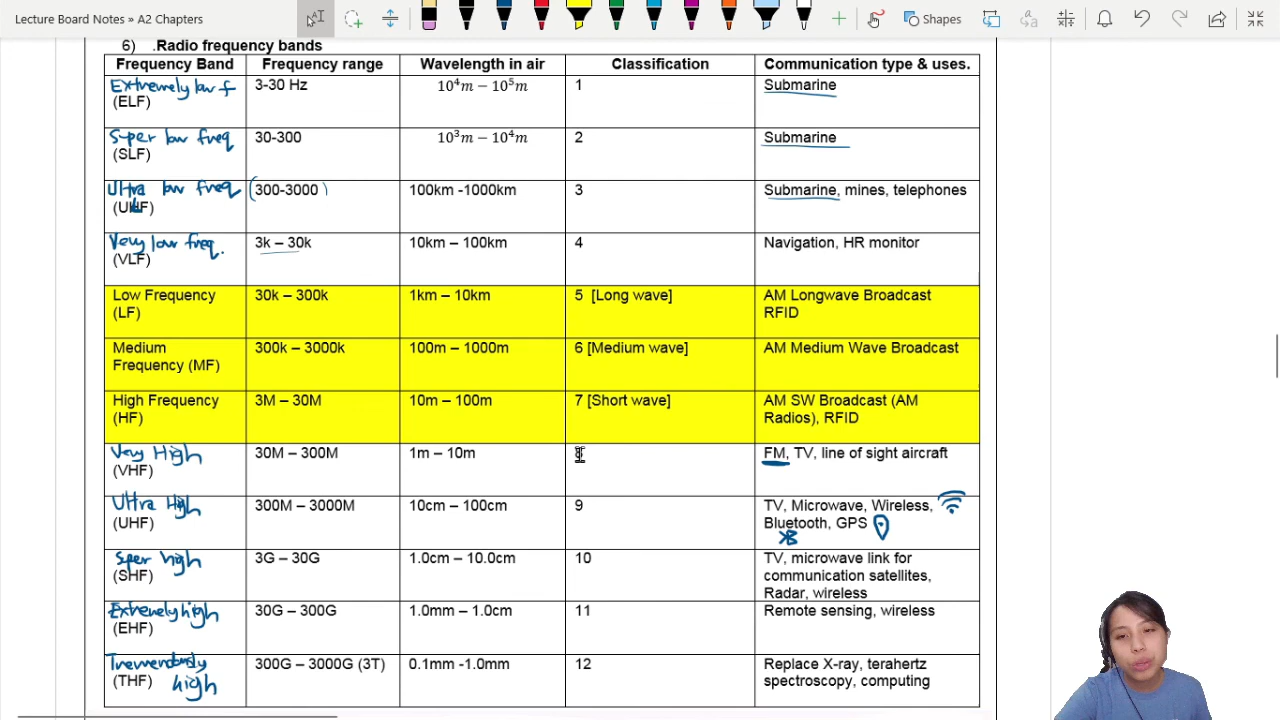 Lecture Board Notes » A2 Chapters
Shapes
6) .Radio frequency bands
Frequency Band Frequency range Wavelength in air Classification Communication type & uses.
Extremely low f 3-30 Hz 10⁴m − 10⁵m 1 Submarine
(ELF)
Super low freq 30-300 10³m − 10⁴m 2 Submarine
(SLF)
Ultra low freq (300-3000) 100km -1000km 3 Submarine, mines, telephones
(ULF)
Very low freq. 3k – 30k 10km – 100km 4 Navigation, HR monitor
(VLF)
Low Frequency 30k – 300k 1km – 10km 5 [Long wave] AM Longwave Broadcast
(LF) RFID
Medium 300k – 3000k 100m – 1000m 6 [Medium wave] AM Medium Wave Broadcast
Frequency (MF)
High Frequency 3M – 30M 10m – 100m 7 [Short wave] AM SW Broadcast (AM
(HF) Radios), RFID
Very High 30M – 300M 1m – 10m 8 FM, TV, line of sight aircraft
(VHF)
Ultra High 300M – 3000M 10cm – 100cm 9 TV, Microwave, Wireless,
(UHF) Bluetooth, GPS
Sper high 3G – 30G 1.0cm – 10.0cm 10 TV, microwave link for
(SHF) communication satellites,
Radar, wireless
Extremely high 30G – 300G 1.0mm – 1.0cm 11 Remote sensing, wireless
(EHF)
Tremendously 300G – 3000G (3T) 0.1mm -1.0mm 12 Replace X-ray, terahertz
(THF) high spectroscopy, computing